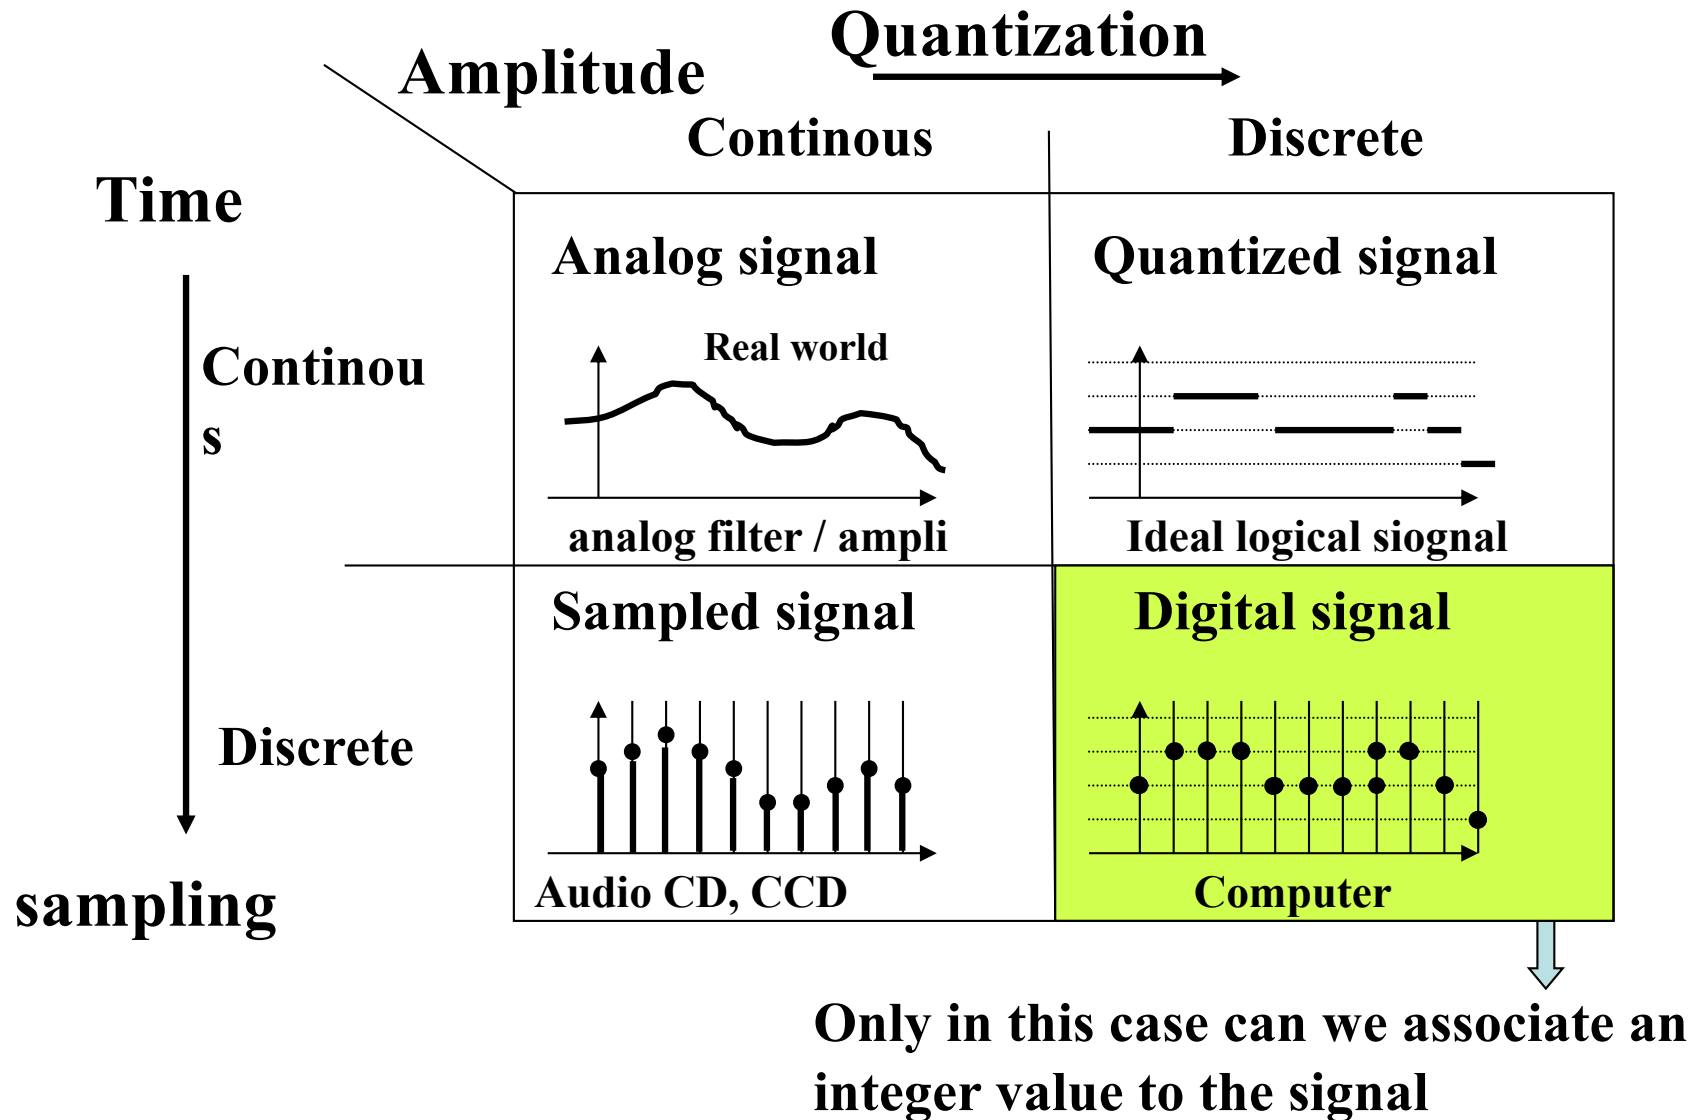 Quantization
Amplitude
Continous
Discrete
Time
Analog signal
Quantized signal
Real world
Continou
s
analog filter / ampli
Ideal logical siognal
Sampled signal
Digital signal
Discrete
Audio CD, CCD
Computer
sampling
Only in this case can we associate an
integer value to the signal